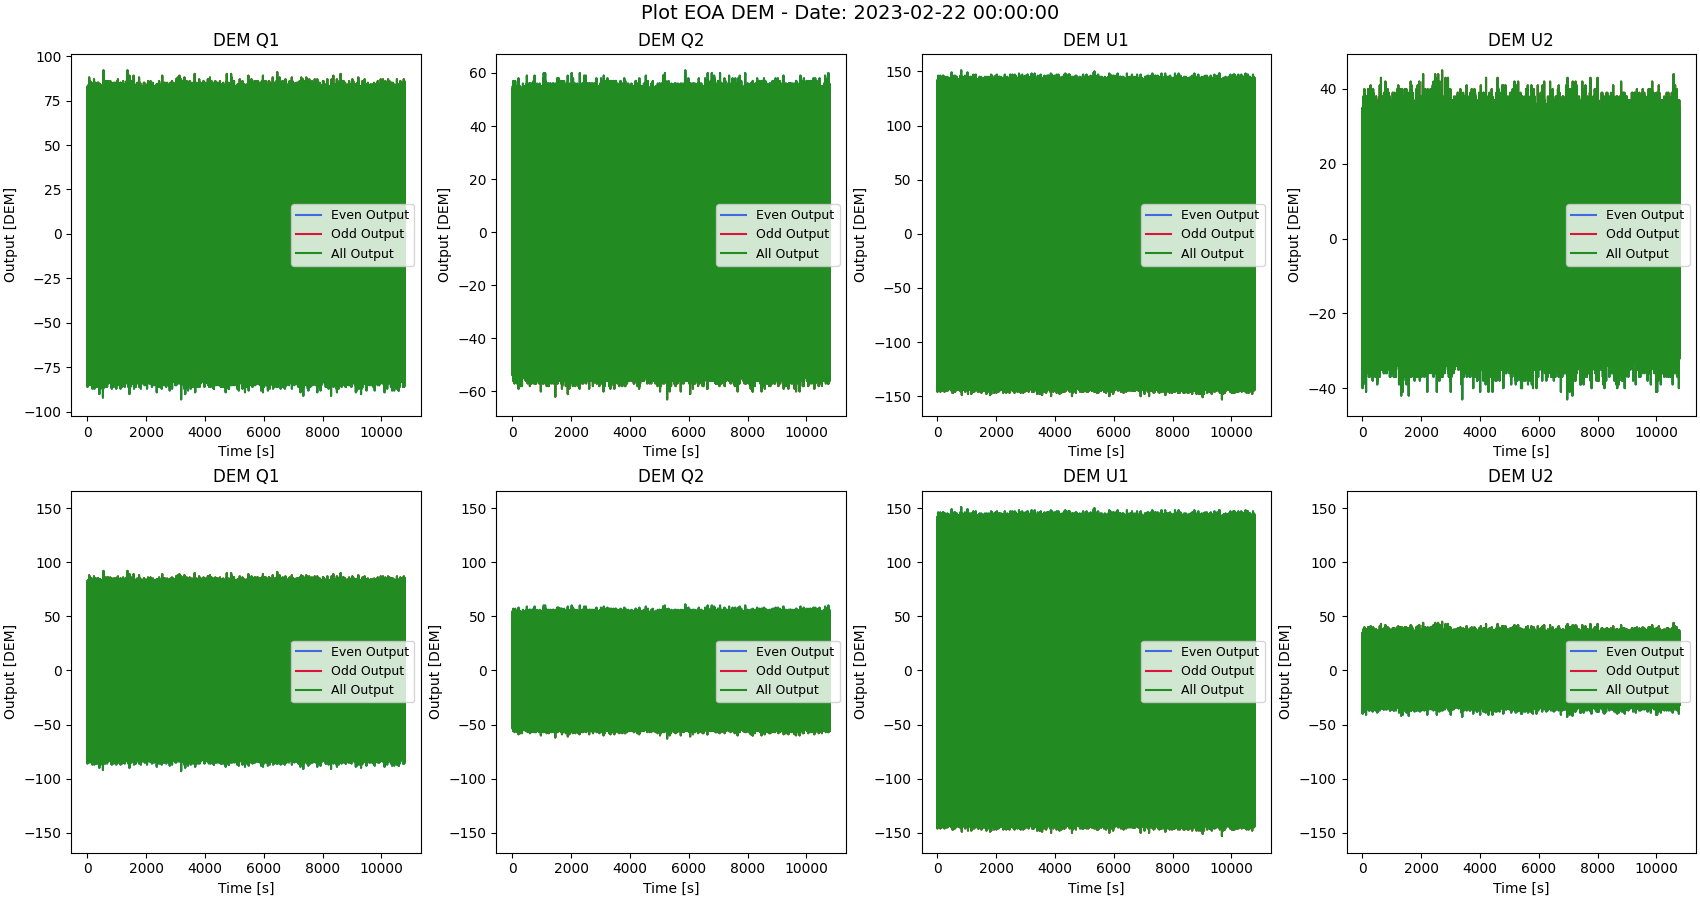 Plot EOA DEM - Date: 2023-02-22 00:00:00
DEM Q1
Output [DEM]
100
75
50
25
0
−25
−50
−75
−100
0 2000 4000 6000 8000 10000
Time [s]
Even Output
Odd Output
All Output
DEM Q2
Output [DEM]
60
40
20
0
−20
−40
−60
0 2000 4000 6000 8000 10000
Time [s]
Even Output
Odd Output
All Output
DEM U1
Output [DEM]
150
100
50
0
−50
−100
−150
0 2000 4000 6000 8000 10000
Time [s]
Even Output
Odd Output
All Output
DEM U2
Output [DEM]
40
20
0
−20
−40
0 2000 4000 6000 8000 10000
Time [s]
Even Output
Odd Output
All Output
DEM Q1
Output [DEM]
150
100
50
0
−50
−100
−150
0 2000 4000 6000 8000 10000
Time [s]
Even Output
Odd Output
All Output
DEM Q2
Output [DEM]
150
100
50
0
−50
−100
−150
0 2000 4000 6000 8000 10000
Time [s]
Even Output
Odd Output
All Output
DEM U1
Output [DEM]
150
100
50
0
−50
−100
−150
0 2000 4000 6000 8000 10000
Time [s]
Even Output
Odd Output
All Output
DEM U2
Output [DEM]
150
100
50
0
−50
−100
−150
0 2000 4000 6000 8000 10000
Time [s]
Even Output
Odd Output
All Output